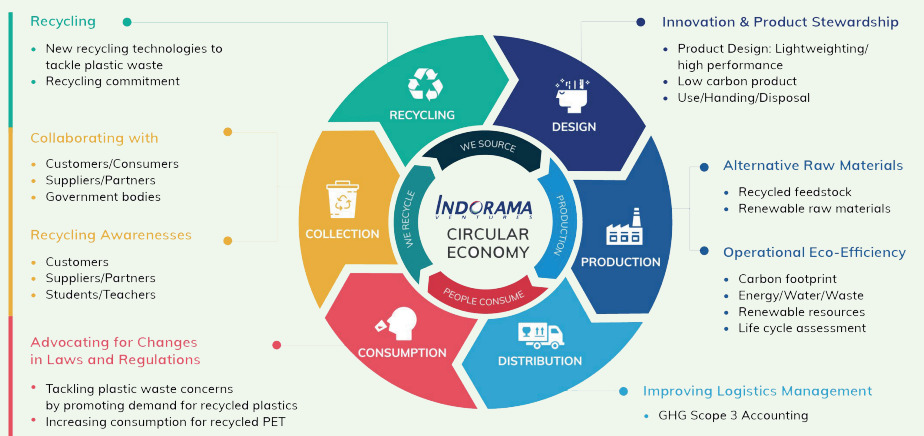 Recycling
New recycling technologies to
tackle plastic waste
Recycling commitment
Collaborating with
Customers/Consumers
Suppliers/Partners
Government bodies
Recycling Awarenesses
Customers
Suppliers/Partners
Students/Teachers
Advocating for Changes
in Laws and Regulations
Tackling plastic waste concerns
by promoting demand for recycled plastics
Increasing consumption for recycled PET
RECYCLING
DESIGN
COLLECTION
PRODUCTION
CONSUMPTION
DISTRIBUTION
WE SOURCE
PRODUCTION
PEOPLE CONSUME
WE RECYCLE
INDORAMA
VENTURES
CIRCULAR
ECONOMY
Innovation & Product Stewardship
Product Design: Lightweighting/
high performance
Low carbon product
Use/Handing/Disposal
Alternative Raw Materials
Recycled feedstock
Renewable raw materials
Operational Eco-Efficiency
Carbon footprint
Energy/Water/Waste
Renewable resources
Life cycle assessment
Improving Logistics Management
GHG Scope 3 Accounting